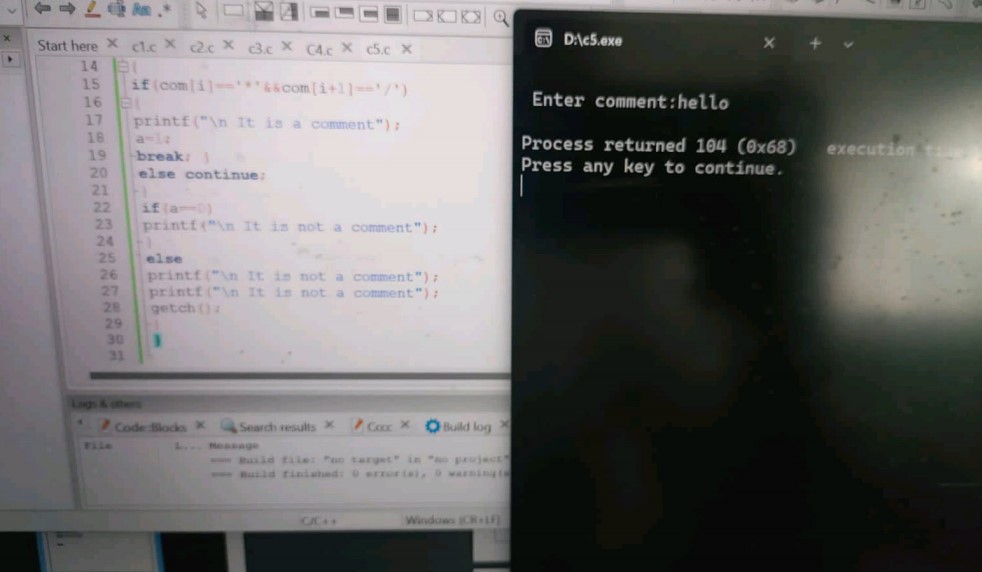 Start here × c1.c × c2.c × c3.c × C4.c × c5.c ×
14 {
15 if(com[i]=='*'&&com[i+1]=='/')
16 {
17 printf("\n It is a comment");
18 a=1;
19 break; }
20 else continue;
21 }
22 if(a==0)
23 printf("\n It is not a comment");
24 }
25 else
26 printf("\n It is not a comment");
27 printf("\n It is not a comment");
28 getch();
29 }
30 }
31
Logs & others
Code::Blocks × Search results × Cccc × Build log ×
File L... Message
=== Build file: "no target" in "no project"
=== Build finished: 0 error(s), 0 warning(s
C/C++ Windows (CR+LF)
D:\c5.exe × +
Enter comment:hello
Process returned 104 (0x68) execution
Press any key to continue.